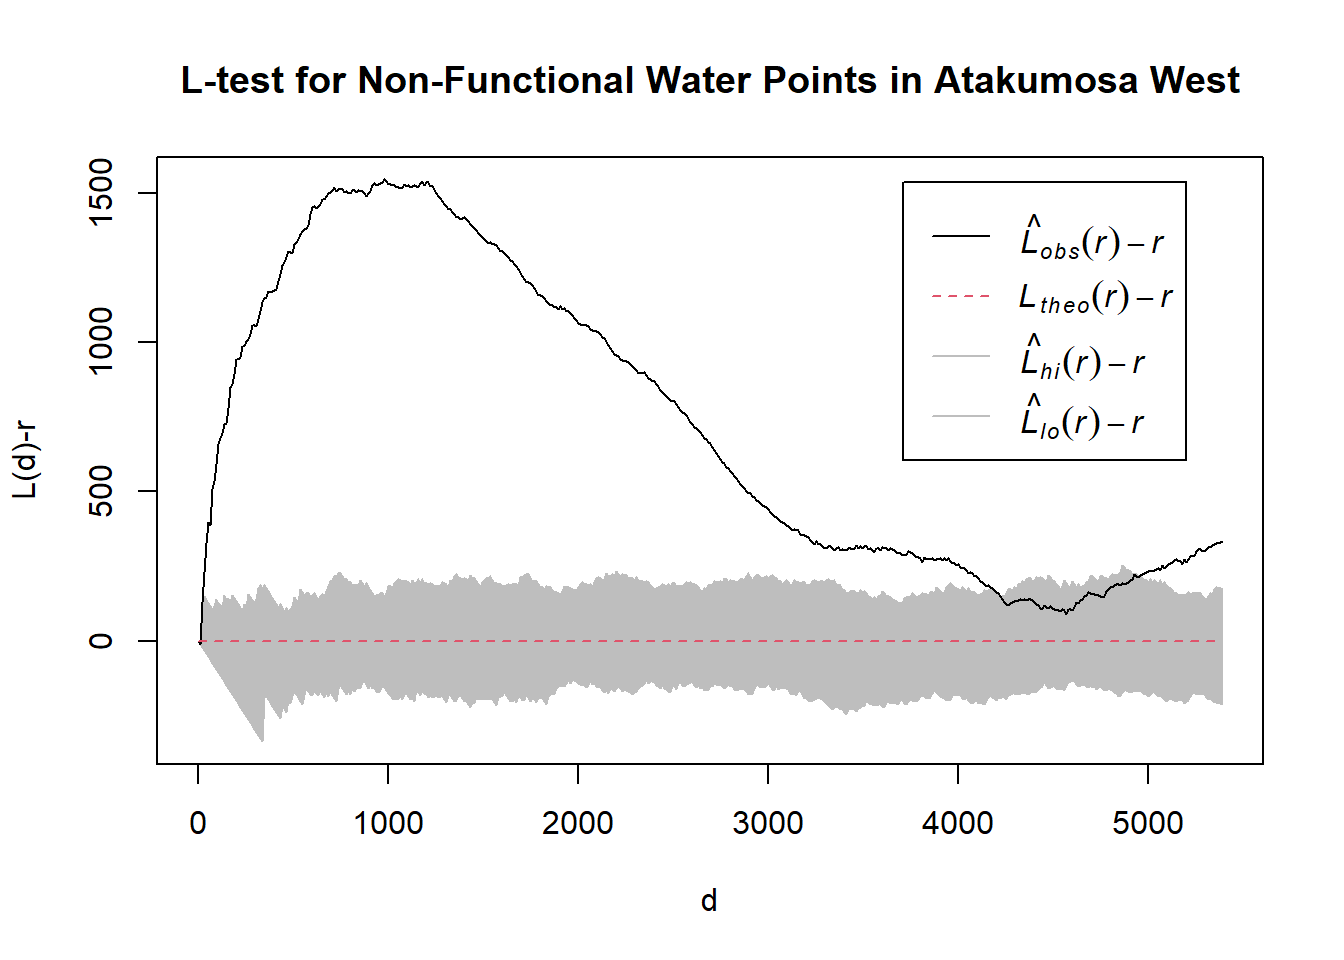 L-test for Non-Functional Water Points in Atakumosa West
L(d)-r
1500
1000
500
0
L̂obs(r) – r
Ltheo(r) – r
L̂hi(r) – r
L̂lo(r) – r
0 1000 2000 3000 4000 5000
d